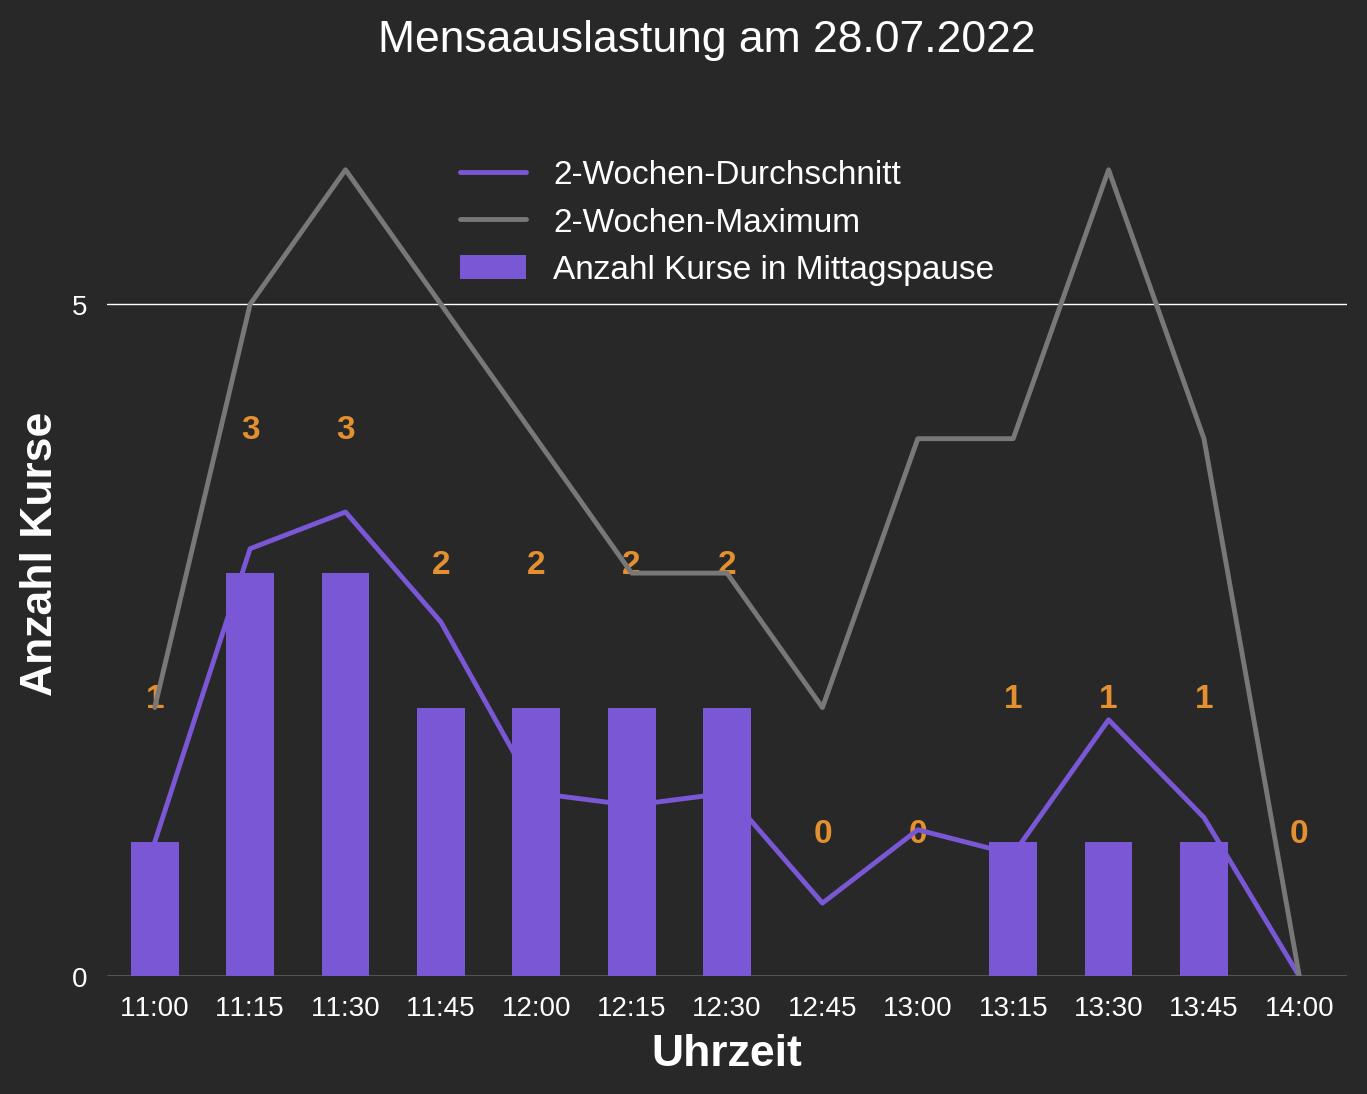 Mensaauslastung am 28.07.2022
2-Wochen-Durchschnitt
2-Wochen-Maximum
Anzahl Kurse in Mittagspause
Anzahl Kurse
5
0
3 3
2 2 2 2
1 1 1 1
0 0 0
11:00 11:15 11:30 11:45 12:00 12:15 12:30 12:45 13:00 13:15 13:30 13:45 14:00
Uhrzeit